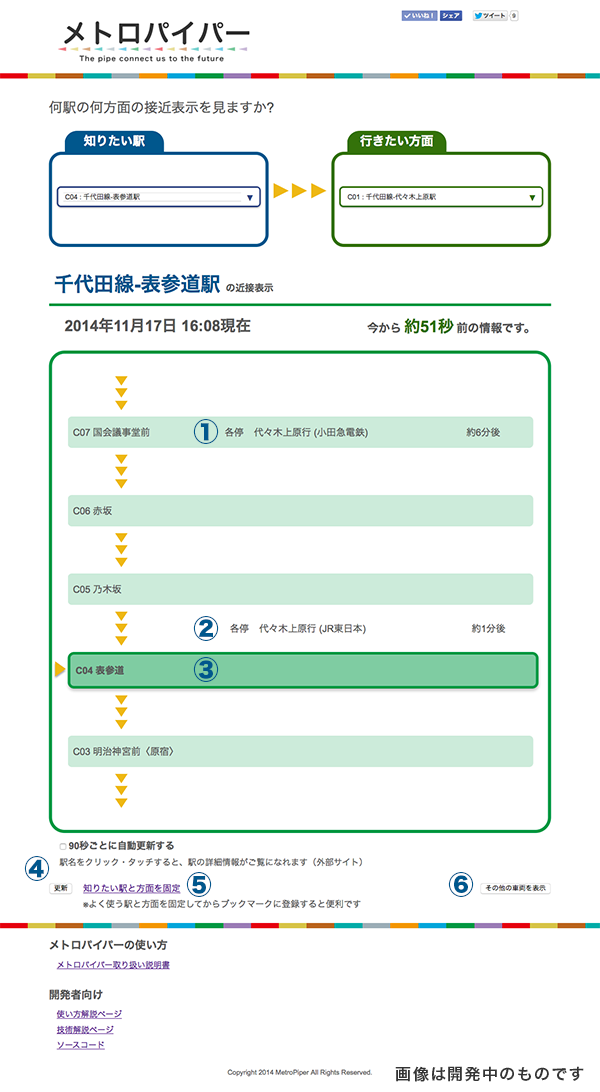 いいね！ シェア ツイート 9
メトロパイパー
The pipe connect us to the future
何駅の何方面の接近表示を見ますか?
知りたい駅 行きたい方面
C04 : 千代田線-表参道駅 ▼ C01 : 千代田線-代々木上原駅 ▼
千代田線-表参道駅 の近接表示
2014年11月17日 16:08現在 今から 約51秒 前の情報です。
C07 国会議事堂前 ① 各停 代々木上原行 (小田急電鉄) 約6分後
C06 赤坂
C05 乃木坂
② 各停 代々木上原行 (JR東日本) 約1分後
C04 表参道 ③
C03 明治神宮前〈原宿〉
90秒ごとに自動更新する
駅名をクリック・タッチすると、駅の詳細情報がご覧になれます（外部サイト）
④ 更新 知りたい駅と方面を固定 ⑤ ⑥ その他の車両を表示
※よく使う駅と方面を固定してからブックマークに登録すると便利です
メトロパイパーの使い方
メトロパイパー取り扱い説明書
開発者向け
使い方解説ページ
技術解説ページ
ソースコード
Copyright 2014 MetroPiper All Rights Reserved.
画像は開発中のものです